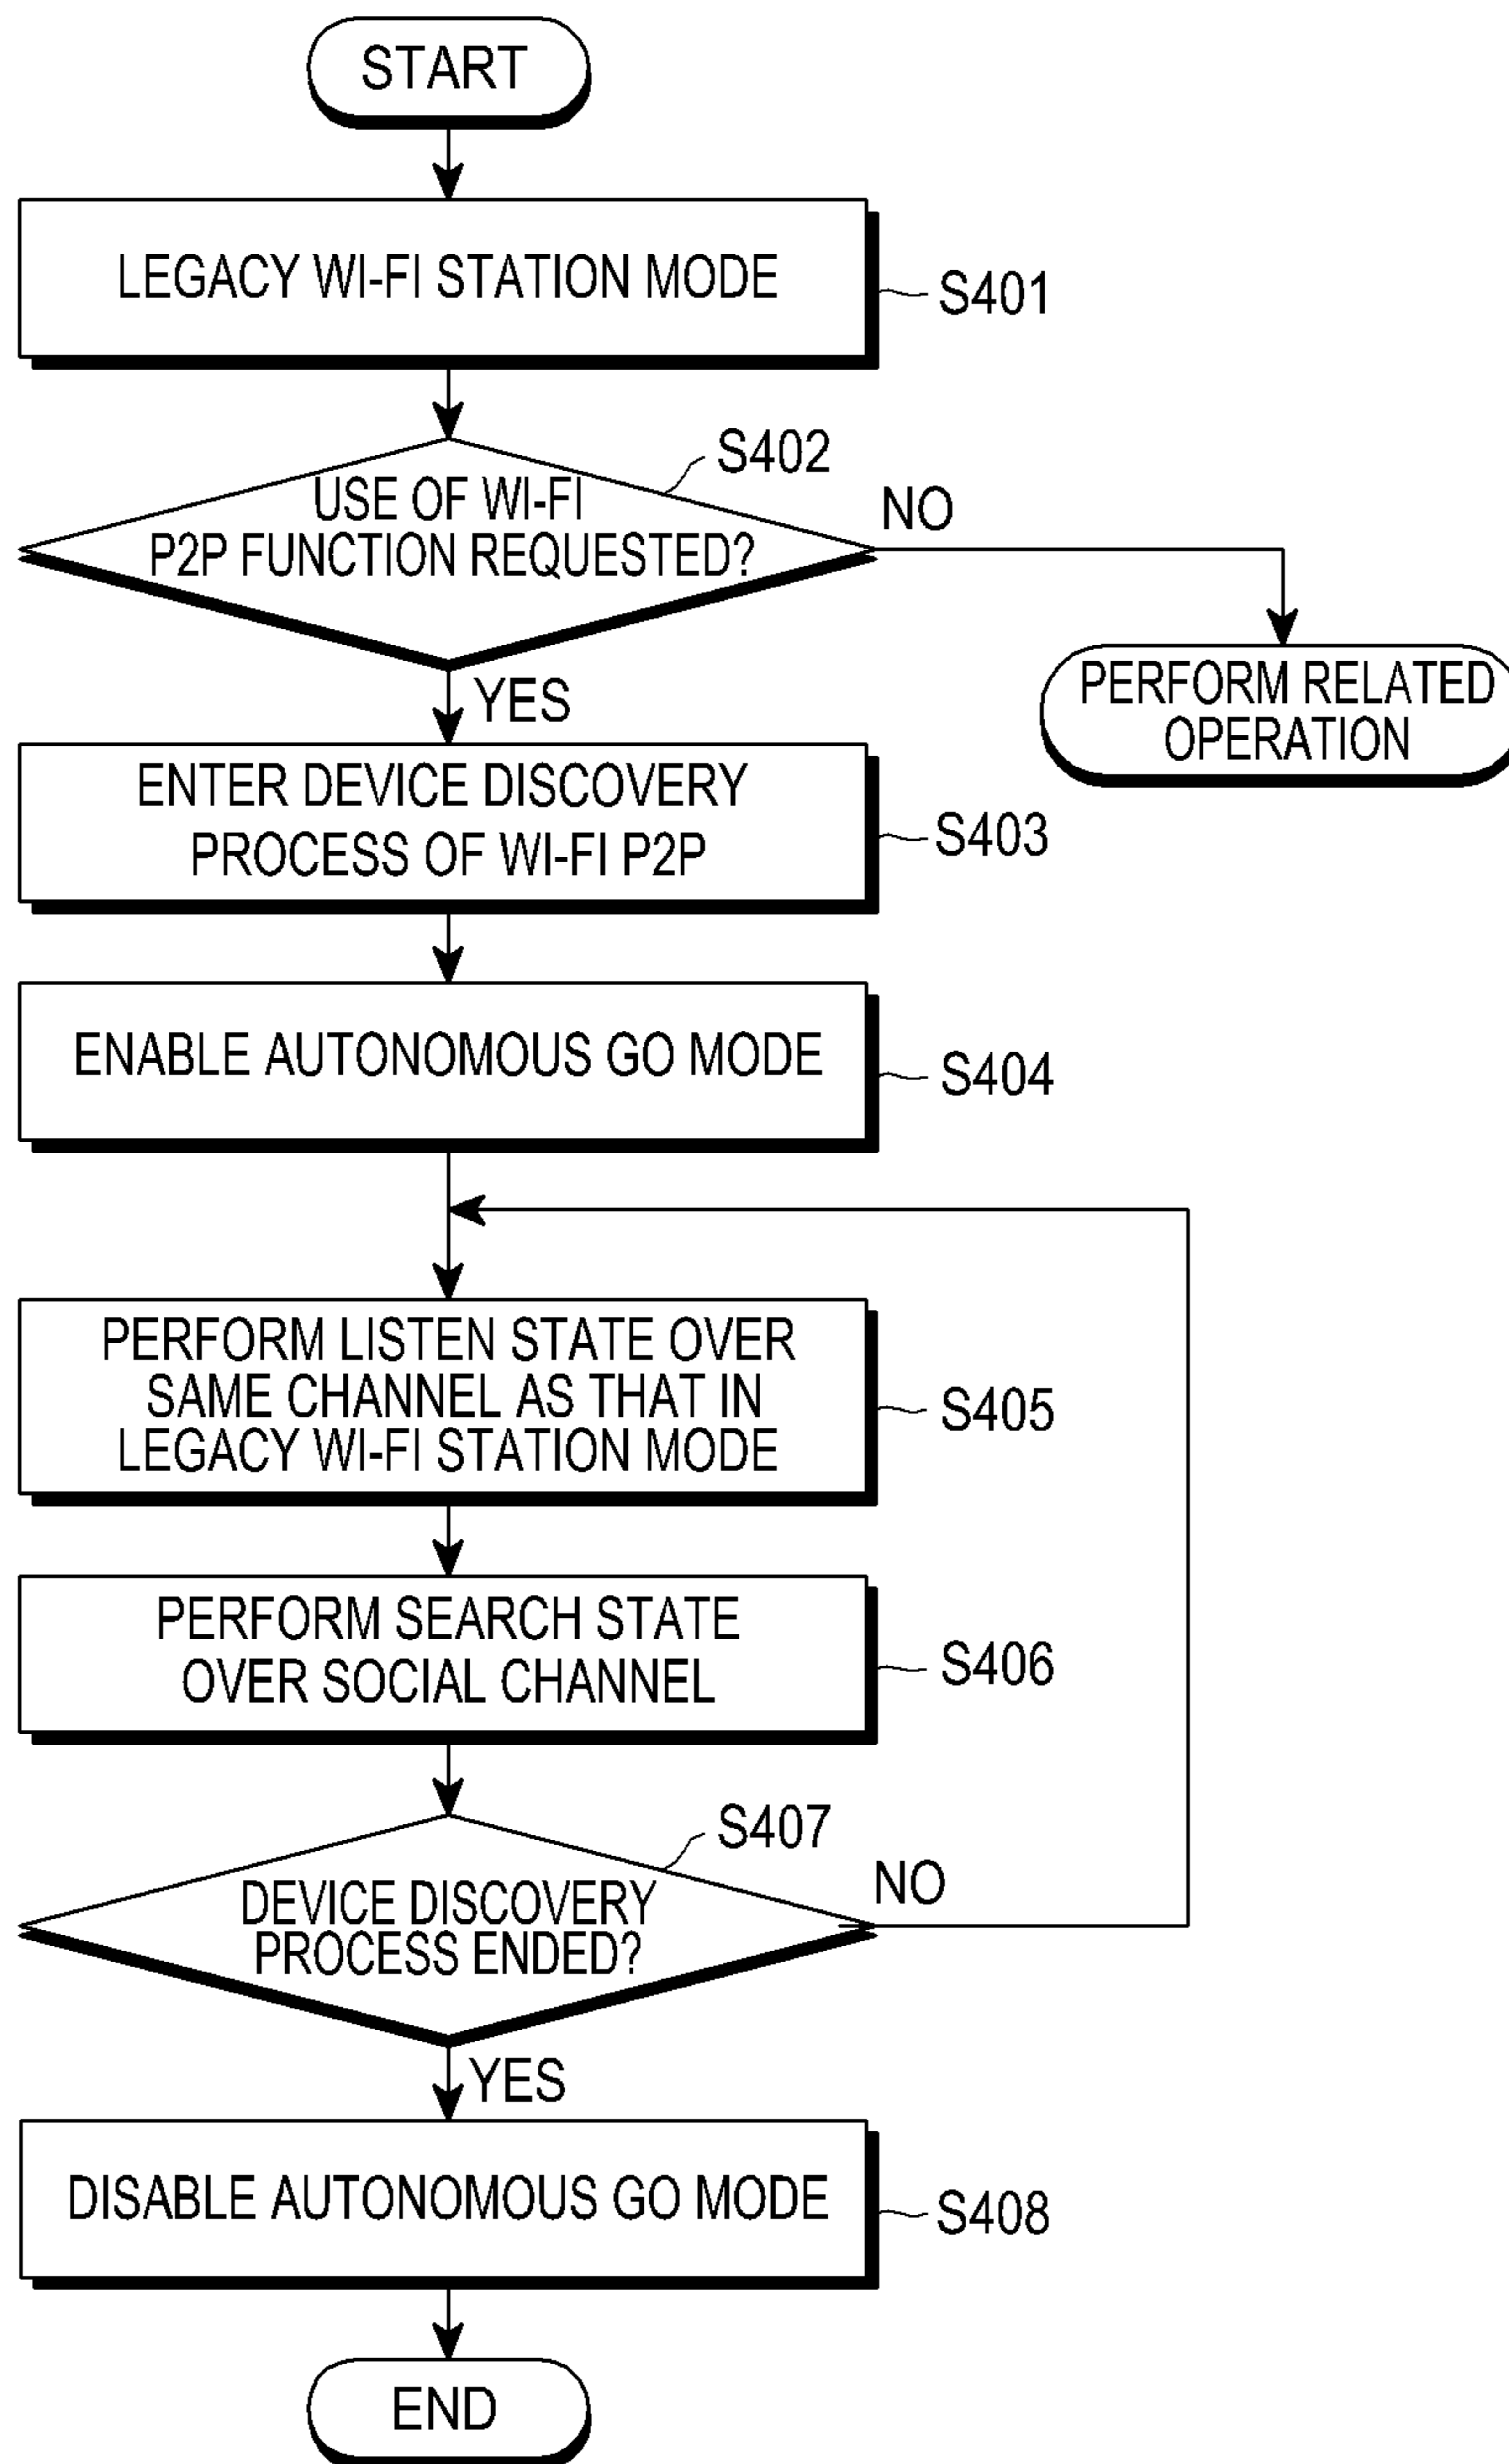 START
LEGACY WI-FI STATION MODE
S401
S402
USE OF WI-FI
P2P FUNCTION REQUESTED?
NO
YES
PERFORM RELATED
OPERATION
ENTER DEVICE DISCOVERY
PROCESS OF WI-FI P2P
S403
ENABLE AUTONOMOUS GO MODE
S404
PERFORM LISTEN STATE OVER
SAME CHANNEL AS THAT IN
LEGACY WI-FI STATION MODE
S405
PERFORM SEARCH STATE
OVER SOCIAL CHANNEL
S406
S407
DEVICE DISCOVERY
PROCESS ENDED?
NO
YES
DISABLE AUTONOMOUS GO MODE
S408
END